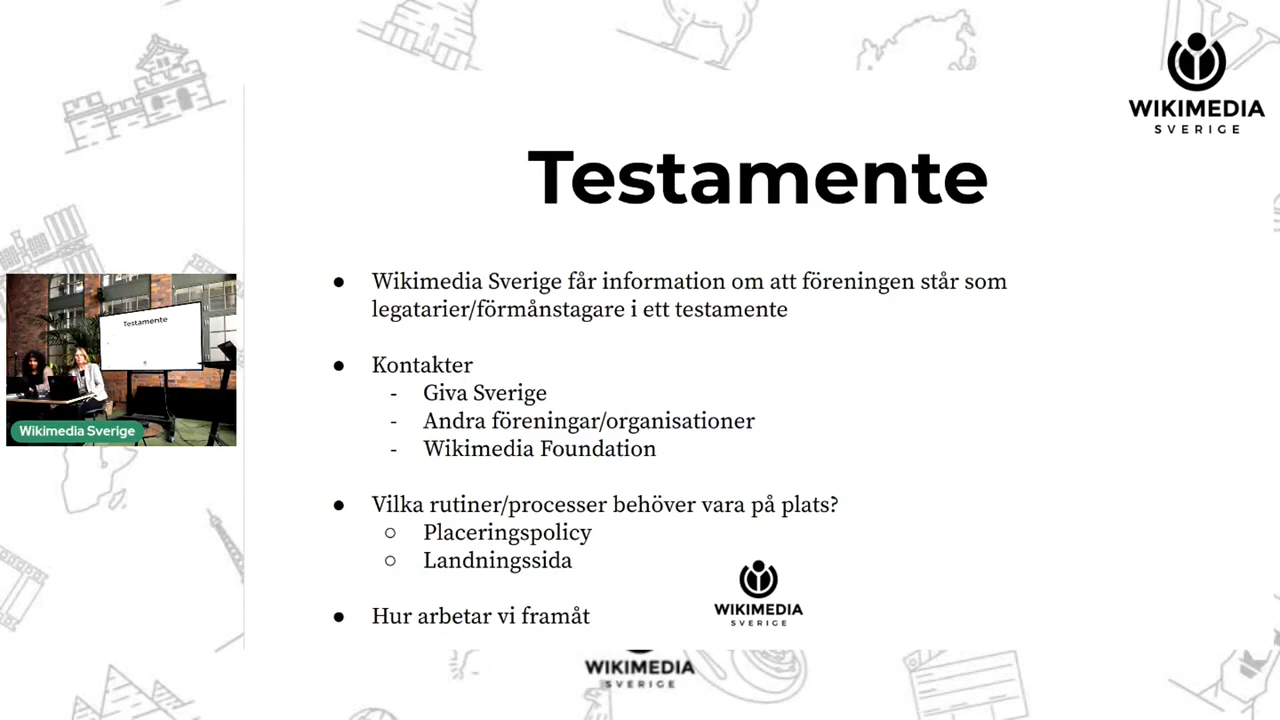 WIKIMEDIA
SVERIGE
Testamente
● Wikimedia Sverige får information om att föreningen står som
legatarier/förmånstagare i ett testamente
● Kontakter
- Giva Sverige
- Andra föreningar/organisationer
- Wikimedia Foundation
● Vilka rutiner/processer behöver vara på plats?
○ Placeringspolicy
○ Landningssida
● Hur arbetar vi framåt
WIKIMEDIA
SVERIGE
Testamente
Wikimedia Sverige
WIKIMEDIA
SVERIGE